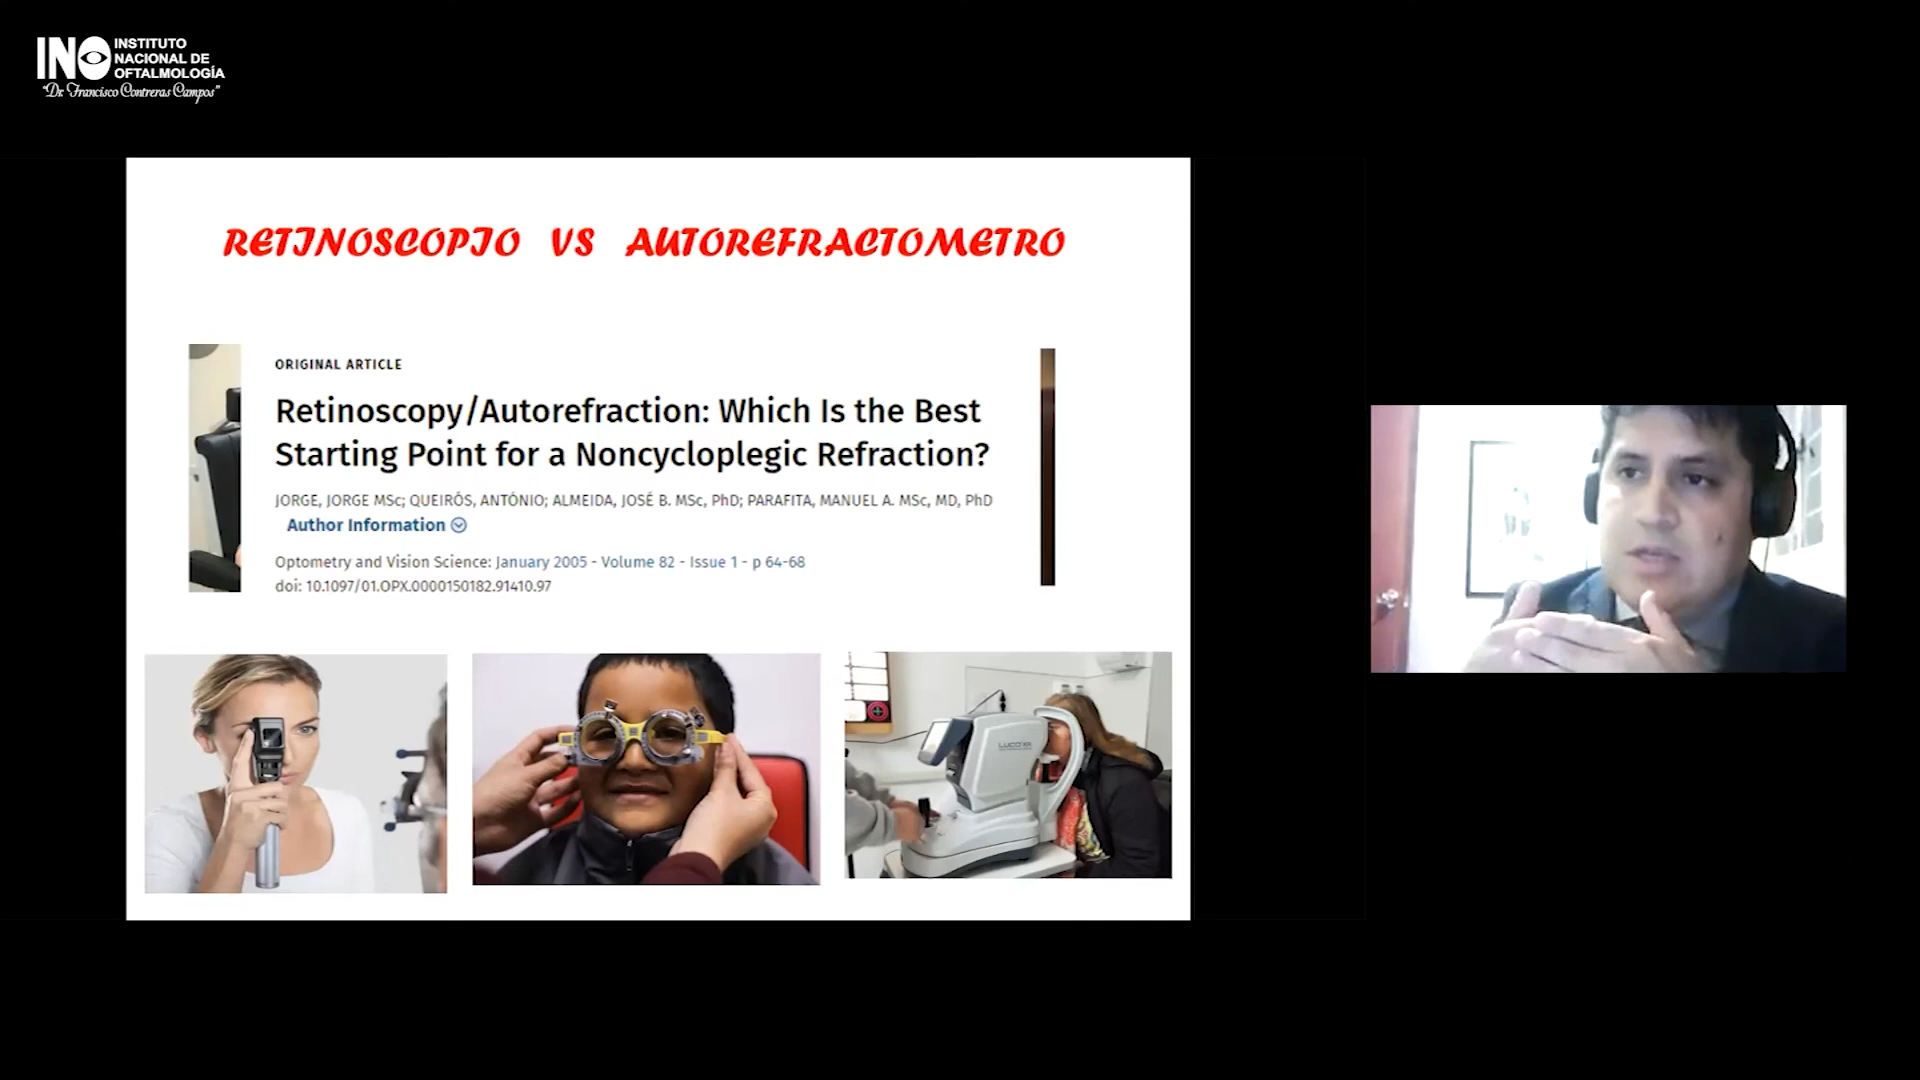 INO INSTITUTO
NACIONAL DE
OFTALMOLOGÍA
"Dr. Francisco Contreras Campos"
RETINOSCOPIO VS AUTOREFRACTOMETRO
ORIGINAL ARTICLE
Retinoscopy/Autorefraction: Which Is the Best
Starting Point for a Noncycloplegic Refraction?
JORGE, JORGE MSc; QUEIRÓS, ANTÓNIO; ALMEIDA, JOSÉ B. MSc, PhD; PARAFITA, MANUEL A. MSc, MD, PhD
Author Information
Optometry and Vision Science: January 2005 - Volume 82 - Issue 1 - p 64-68
doi: 10.1097/01.OPX.0000150182.91410.97